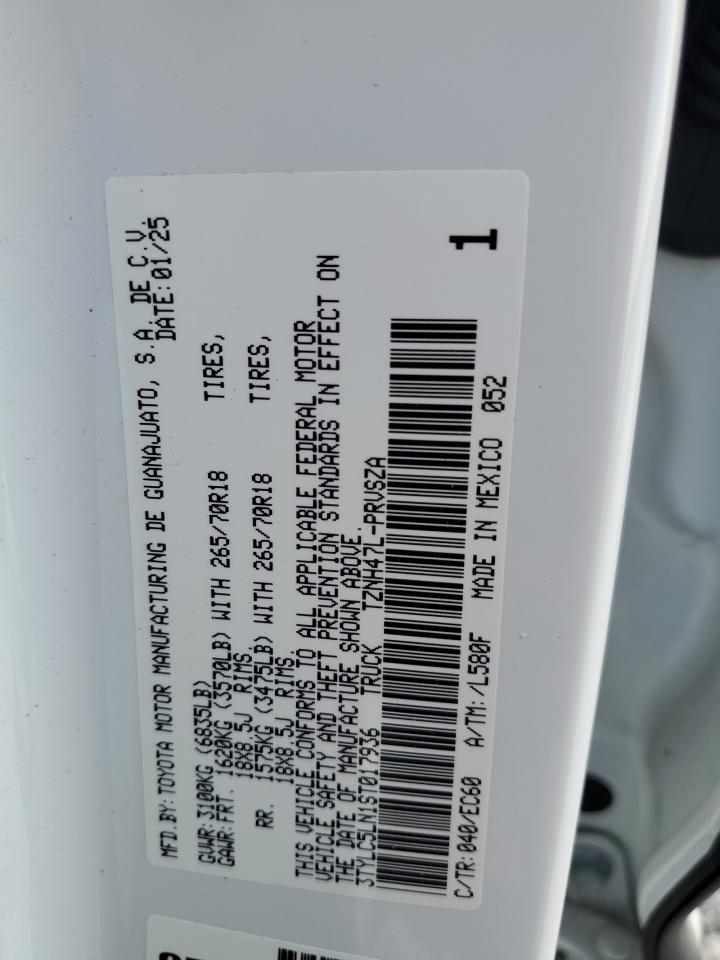 MFD.BY:TOYOTA MOTOR MANUFACTURING DE GUANAJUATO, S.A. DE C.V.
DATE:01/25
GVWR:3100KG (6835LB)
GAWR:FRT. 1620KG (3570LB) WITH 265/70R18 TIRES,
18X8.5J RIMS.
RR. 1575KG (3475LB) WITH 265/70R18 TIRES,
18X8.5J RIMS.
THIS VEHICLE CONFORMS TO ALL APPLICABLE FEDERAL MOTOR
VEHICLE SAFETY AND THEFT PREVENTION STANDARDS IN EFFECT ON
THE DATE OF MANUFACTURE SHOWN ABOVE.
3TYLC5LN1ST017936 TRUCK TZNH47L-PRVSZA
1
C/TR:040/EC60 A/TM:/L580F MADE IN MEXICO 052